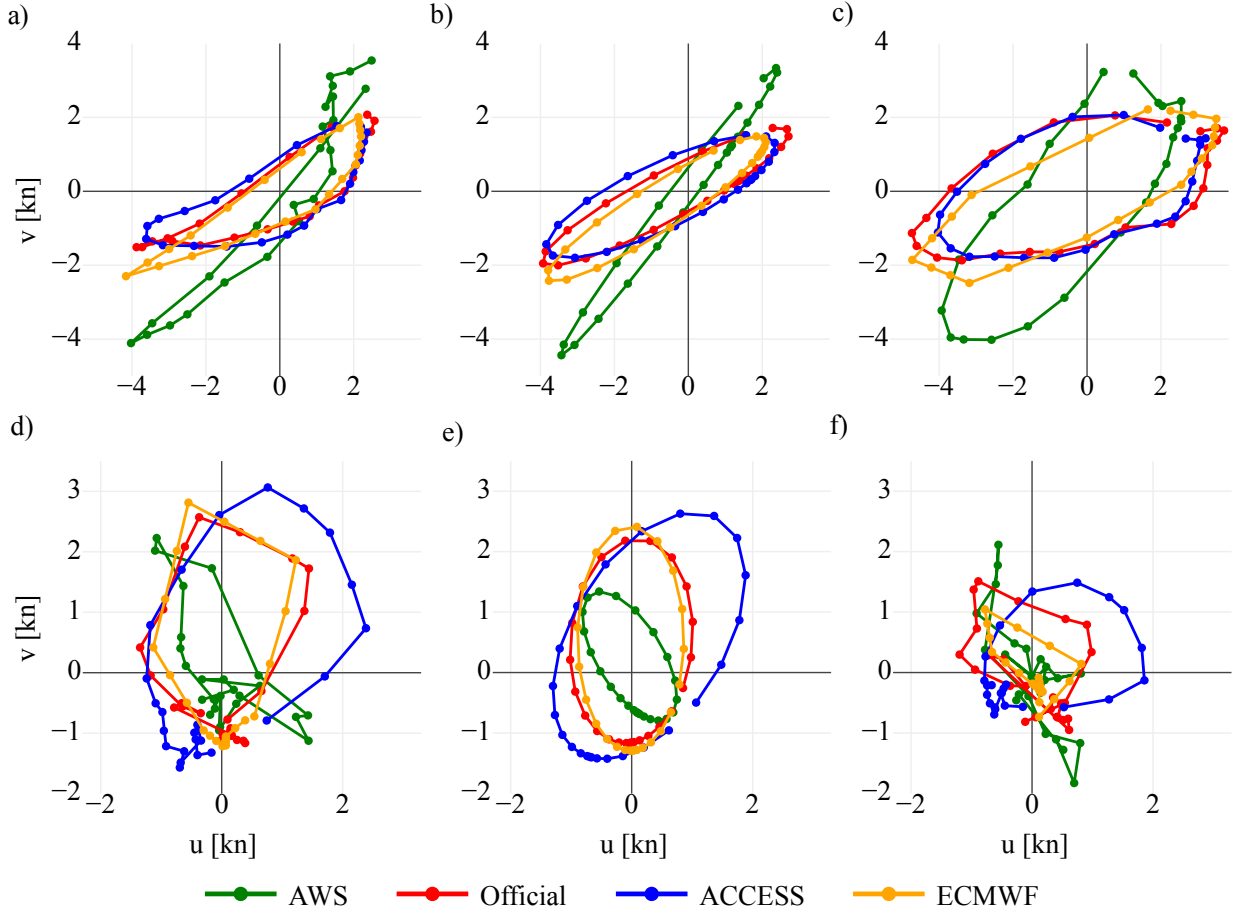 a) b) c)
4 4 4
2 2 2
0 0 0
−2 −2 −2
−4 −4 −4
v [kn]
−4 −2 0 2 −4 −2 0 2 −4 −2 0 2
d) e) f)
3 3 3
2 2 2
1 1 1
0 0 0
−1 −1 −1
−2 −2 −2
v [kn]
−2 0 2 −2 0 2 −2 0 2
u [kn] u [kn] u [kn]
AWS Official ACCESS ECMWF